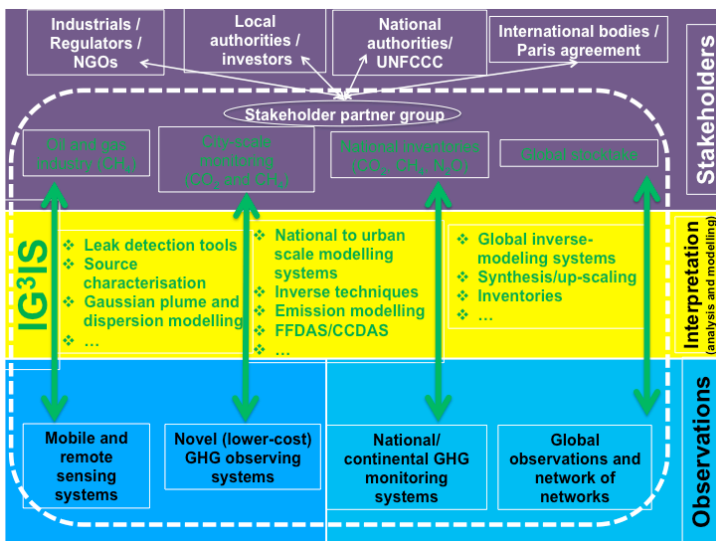 Industrials /
Regulators /
NGOs
Local
authorities /
investors
National
authorities/
UNFCCC
International bodies /
Paris agreement
Stakeholders
Stakeholder partner group
Oil and gas
industry (CH₄)
City-scale
monitoring
(CO₂ and CH₄)
National inventories
(CO₂, CH₄, N₂O)
Global stocktake
IG³IS
❖ Leak detection tools
❖ Source
characterisation
❖ Gaussian plume and
dispersion modelling
❖ …
❖ National to urban
scale modelling
systems
❖ Inverse techniques
❖ Emission modelling
❖ FFDAS/CCDAS
❖ …
❖ Global inverse-
modeling systems
❖ Synthesis/up-scaling
❖ Inventories
❖ …
Interpretation
(analysis and modelling)
Mobile and
remote
sensing
systems
Novel (lower-cost)
GHG observing
systems
National/
continental GHG
monitoring
systems
Global
observations and
network of
networks
Observations